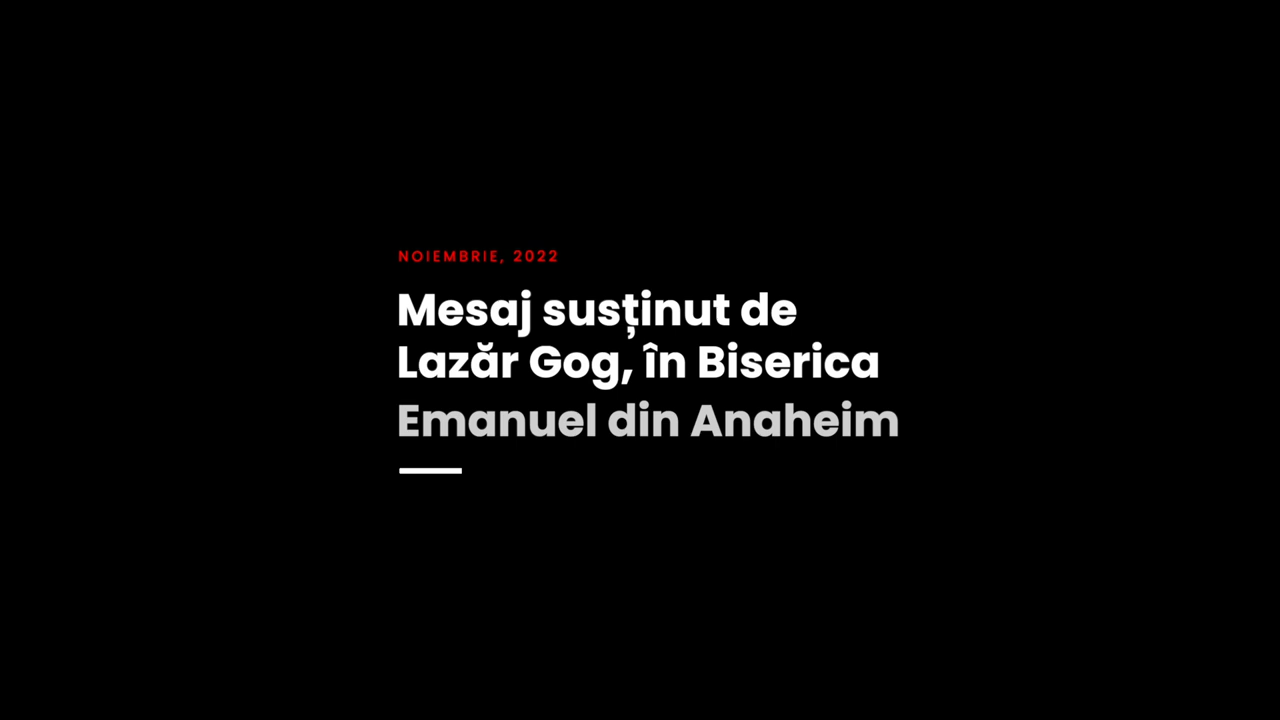 NOIEMBRIE, 2022
Mesaj susținut de
Lazăr Gog, în Biserica
Emanuel din Anaheim